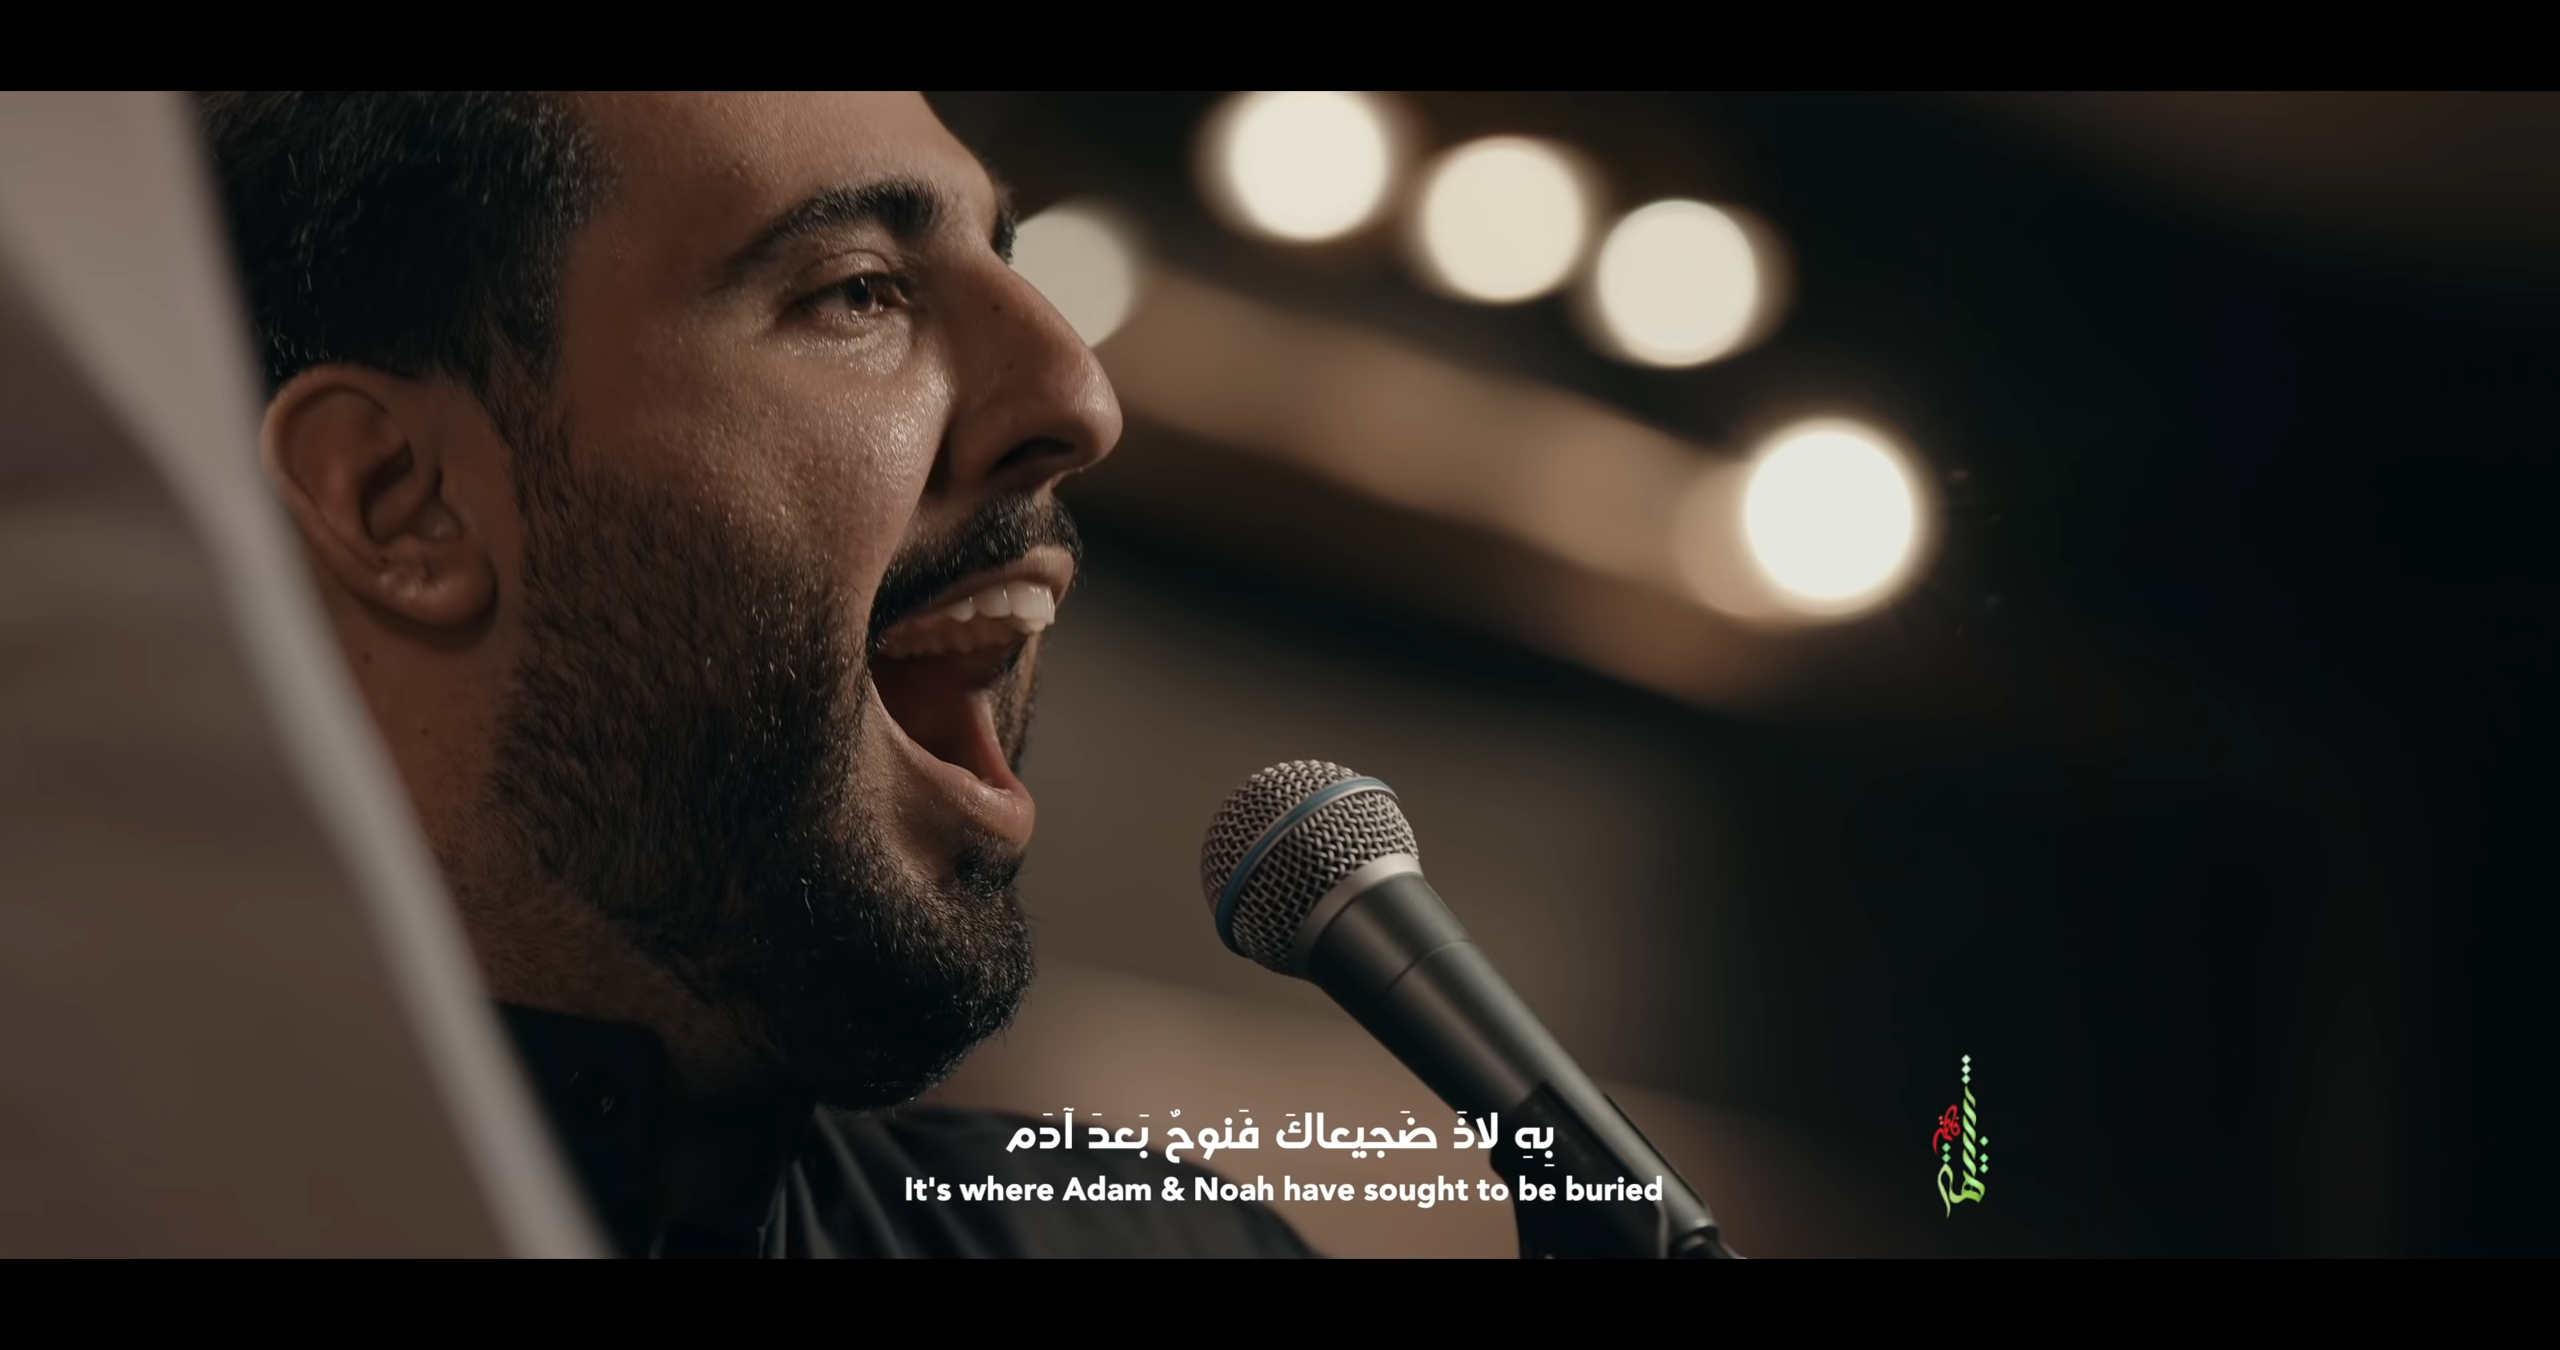 بِهِ لاذَ ضَجيعاكَ فَنوحٌ بَعدَ آدَم
It's where Adam & Noah have sought to be buried